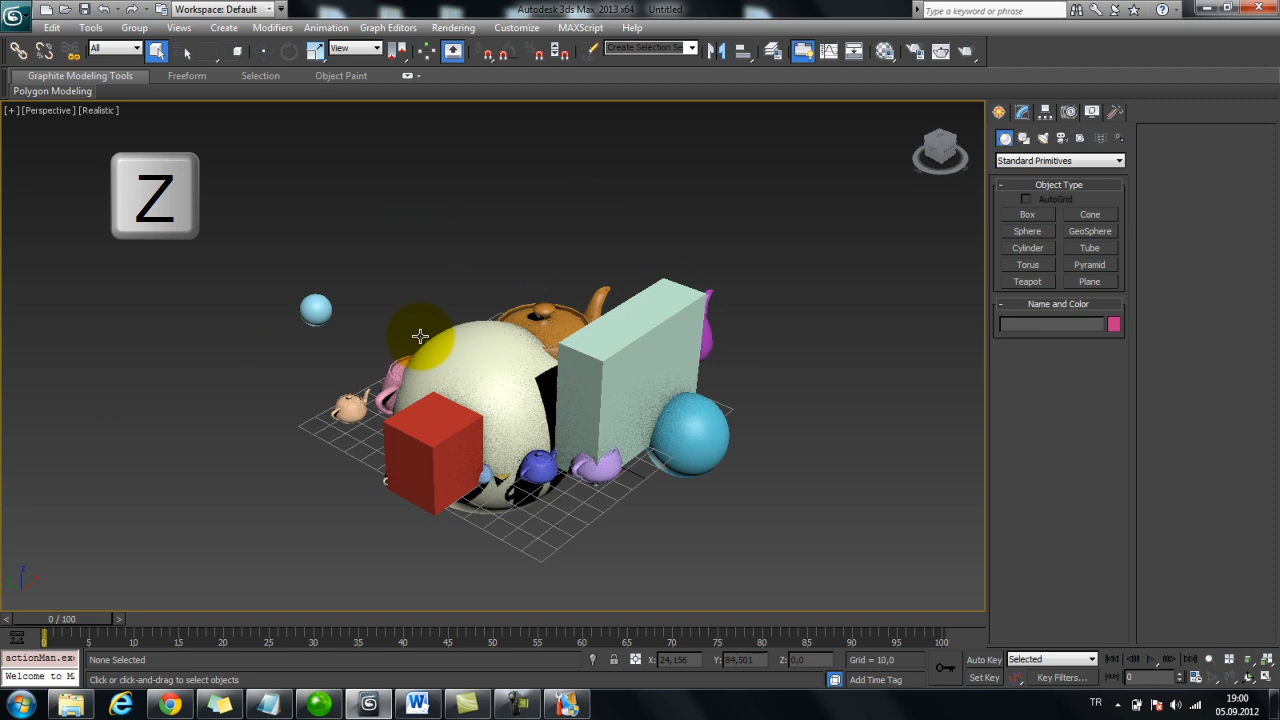 Workspace: Default
Autodesk 3ds Max 2013 x64 Untitled
Type a keyword or phrase
Edit Tools Group Views Create Modifiers Animation Graph Editors Rendering Customize MAXScript Help
All
View
Create Selection Se
Graphite Modeling Tools Freeform Selection Object Paint
Polygon Modeling
[+] [Perspective] [Realistic]
Z
Standard Primitives
- Object Type
AutoGrid
Box Cone
Sphere GeoSphere
Cylinder Tube
Torus Pyramid
Teapot Plane
- Name and Color
z
< 0 / 100 >
0 5 10 15 20 25 30 35 40 45 50 55 60 65 70 75 80 85 90 95 100
actionMan.exe None Selected X: 24,156 Y: 84,501 Z: 0,0 Grid = 10,0 Auto Key Selected
Welcome to M Click or click-and-drag to select objects Add Time Tag Set Key Key Filters... 0
TR 19:00
05.09.2012